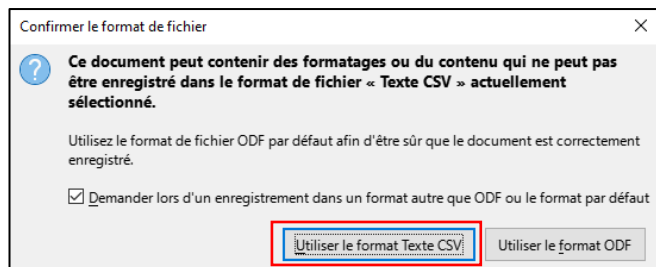 Confirmer le format de fichier
Ce document peut contenir des formatages ou du contenu qui ne peut pas
être enregistré dans le format de fichier « Texte CSV » actuellement
sélectionné.
Utilisez le format de fichier ODF par défaut afin d'être sûr que le document est correctement
enregistré.
Demander lors d'un enregistrement dans un format autre que ODF ou le format par défaut
Utiliser le format Texte CSV Utiliser le format ODF